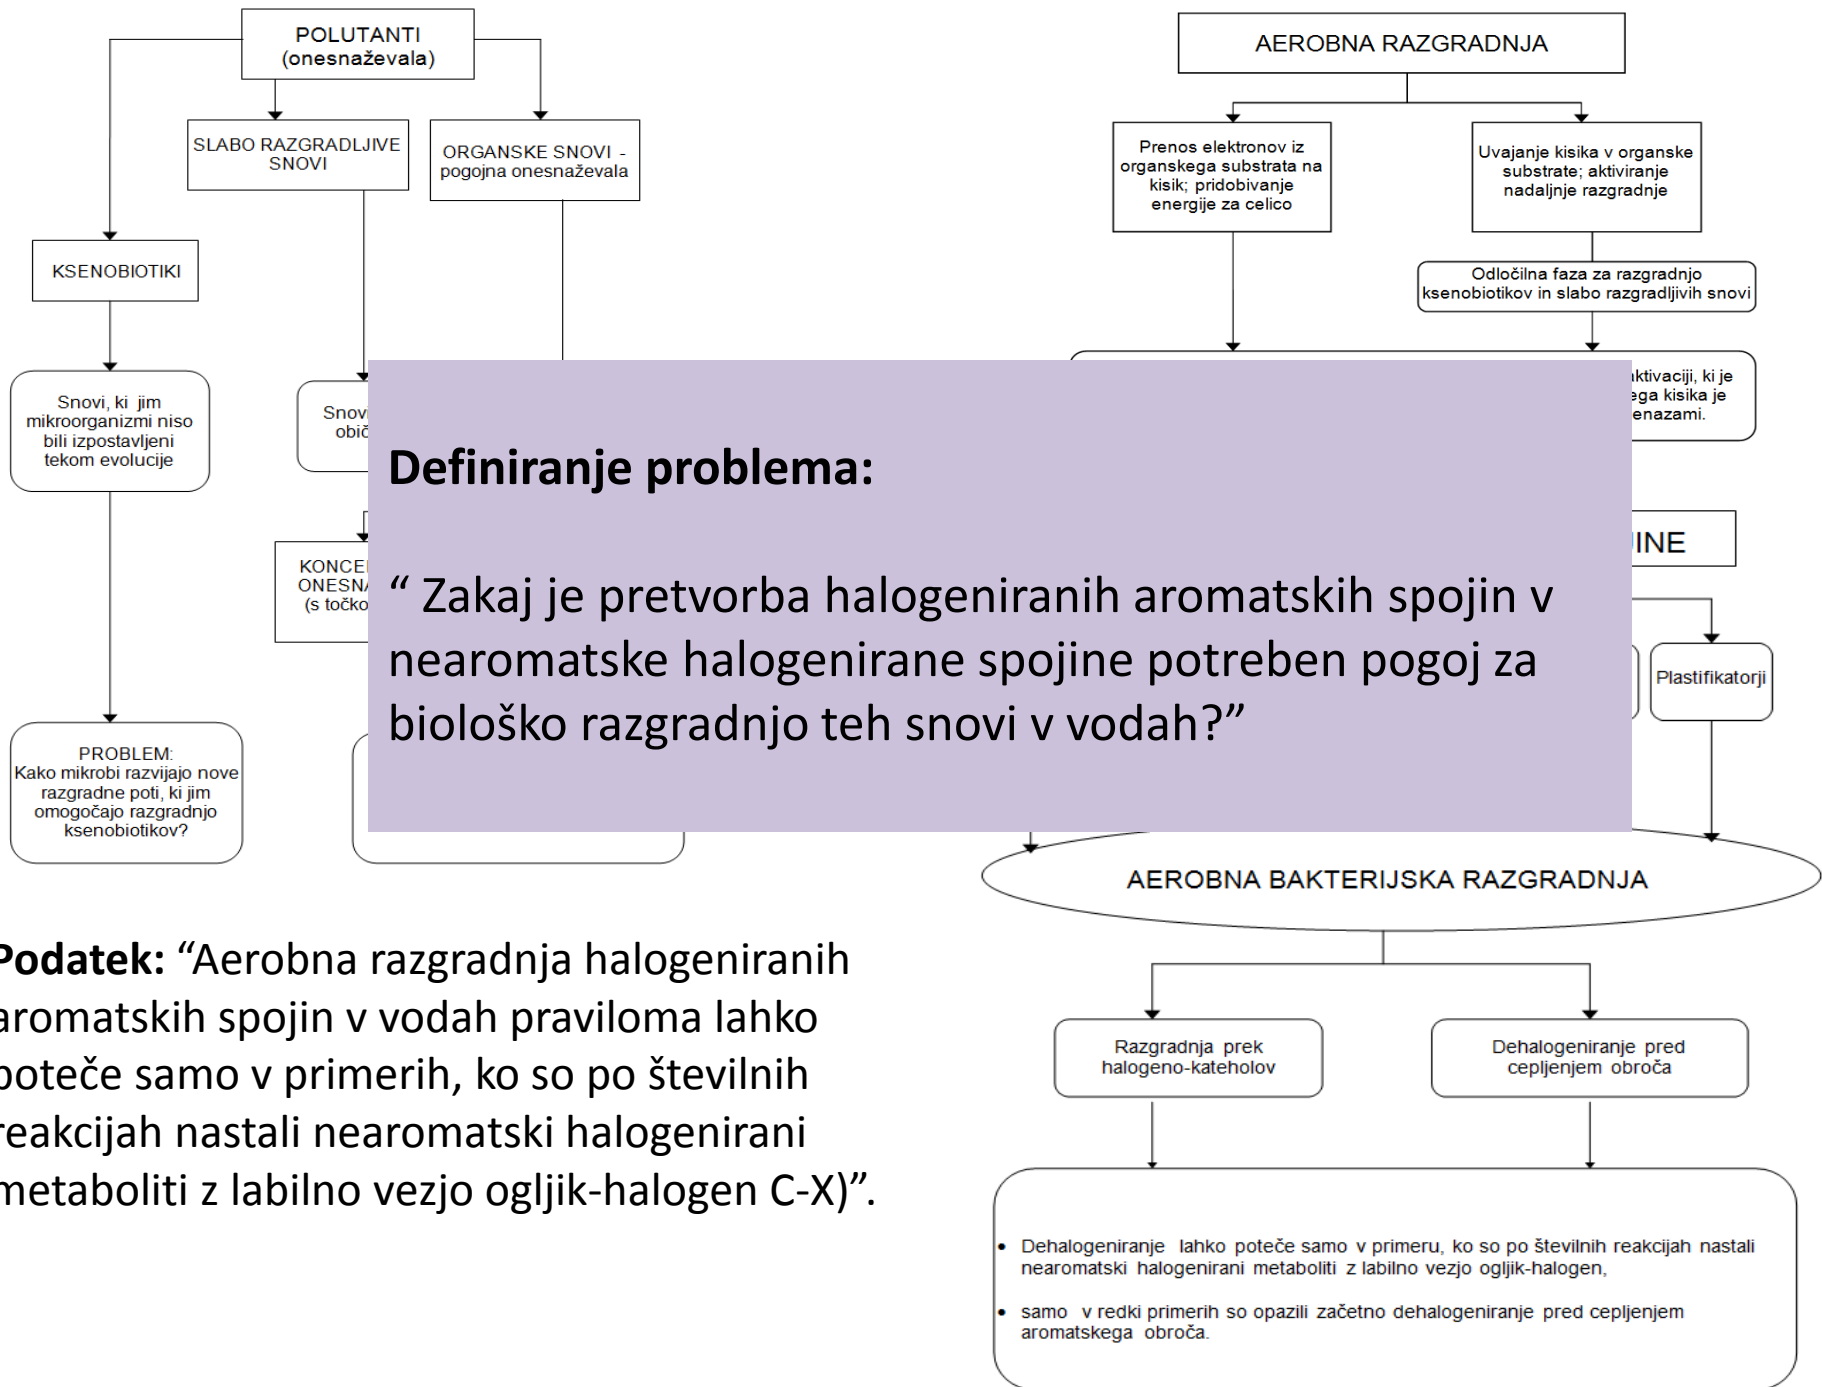 POLUTANTI
(onesnaževala)
SLABO RAZGRADLJIVE
SNOVI
ORGANSKE SNOVI -
pogojna onesnaževala
KSENOBIOTIKI
Snovi, ki jim
mikroorganizmi niso
bili izpostavljeni
tekom evolucije
Snovi
PROBLEM:
Kako mikrobi razvijajo nove
razgradne poti, ki jim
omogočajo razgradnjo
ksenobiotikov?
(s
AEROBNA RAZGRADNJA
Prenos elektronov iz
organskega substrata na
kisik; pridobivanje
energije za celico
Uvajanje kisika v organske
substrate; aktiviranje
nadaljnje razgradnje
Odločilna faza za razgradnjo
ksenobiotikov in slabo razgradljivih snovi
ki je
kisika je
Definiranje problema:
“ Zakaj je pretvorba halogeniranih aromatskih spojin v
nearomatske halogenirane spojine potreben pogoj za
biološko razgradnjo teh snovi v vodah?”
Plastifikatorji
AEROBNA BAKTERIJSKA RAZGRADNJA
Razgradnja prek
halogeno-kateholov
Dehalogeniranje pred
cepljenjem obroča
• Dehalogeniranje lahko poteče samo v primeru, ko so po številnih reakcijah nastali
nearomatski halogenirani metaboliti z labilno vezjo ogljik-halogen,
• samo v redki primerih so opazili začetno dehalogeniranje pred cepljenjem
aromatskega obroča.
Podatek: “Aerobna razgradnja halogeniranih
aromatskih spojin v vodah praviloma lahko
poteče samo v primerih, ko so po številnih
reakcijah nastali nearomatski halogenirani
metaboliti z labilno vezjo ogljik-halogen C-X)”.